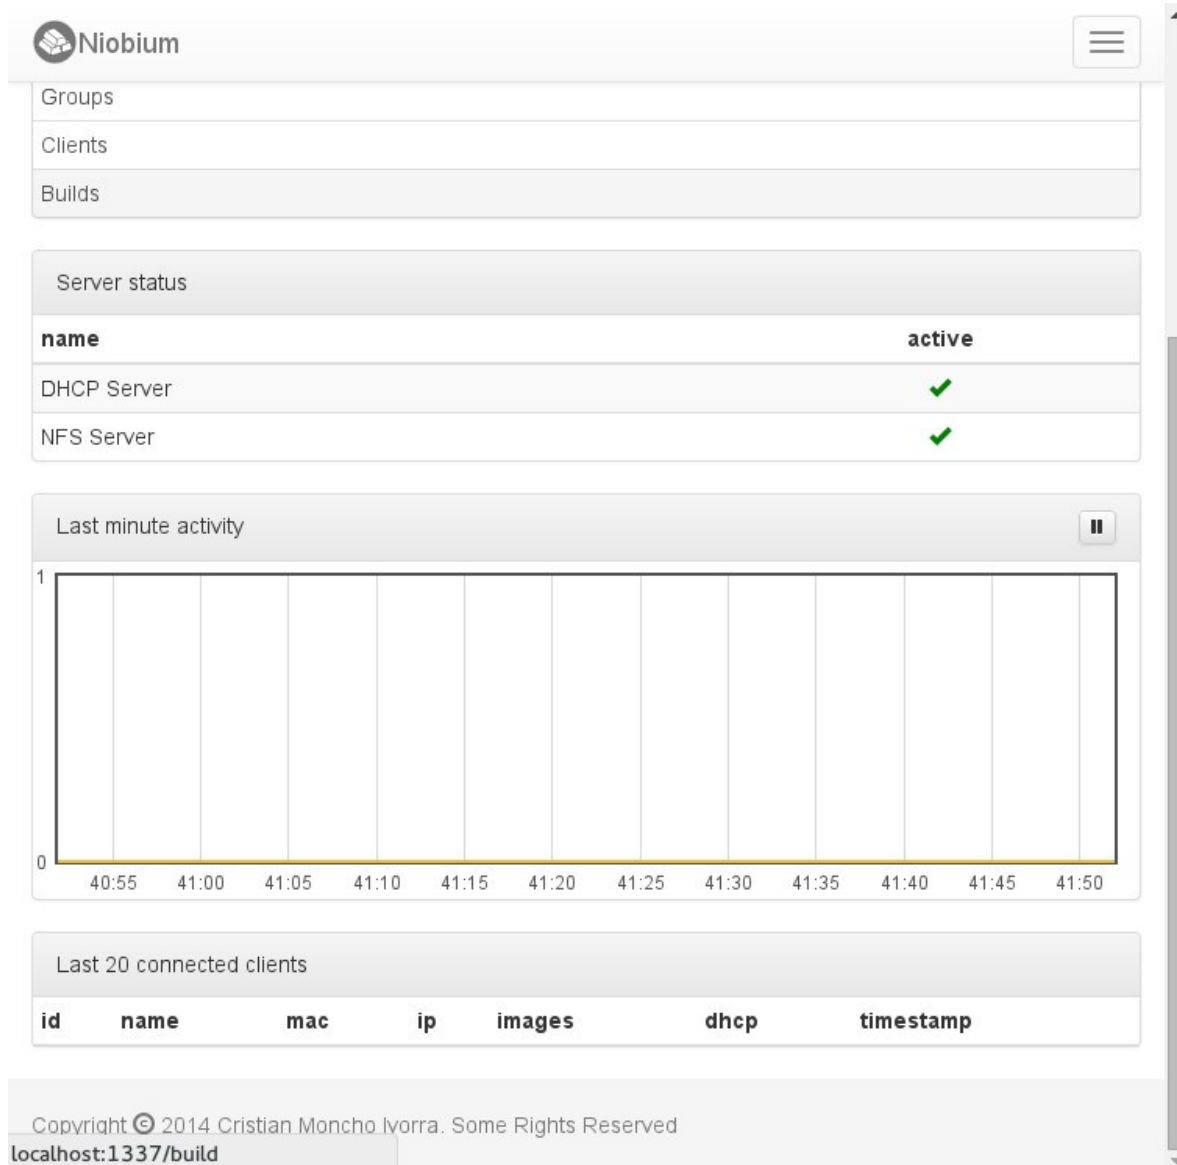 Niobium
Groups
Clients
Builds
Server status
name active
DHCP Server
NFS Server
Last minute activity
1
0
40:55 41:00 41:05 41:10 41:15 41:20 41:25 41:30 41:35 41:40 41:45 41:50
Last 20 connected clients
id name mac ip images dhcp timestamp
Copyright © 2014 Cristian Moncho Ivorra. Some Rights Reserved
localhost:1337/build